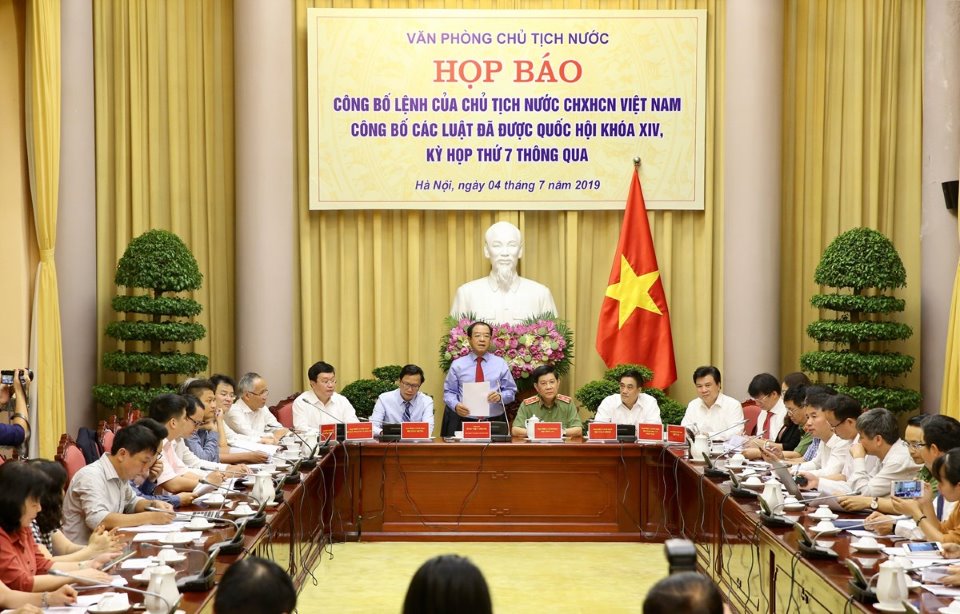 VĂN PHÒNG CHỦ TỊCH NƯỚC
HỌP BÁO
CÔNG BỐ LỆNH CỦA CHỦ TỊCH NƯỚC CHXHCN VIỆT NAM
CÔNG BỐ CÁC LUẬT ĐÃ ĐƯỢC QUỐC HỘI KHÓA XIV,
KỲ HỌP THỨ 7 THÔNG QUA
Hà Nội, ngày 04 tháng 7 năm 2019